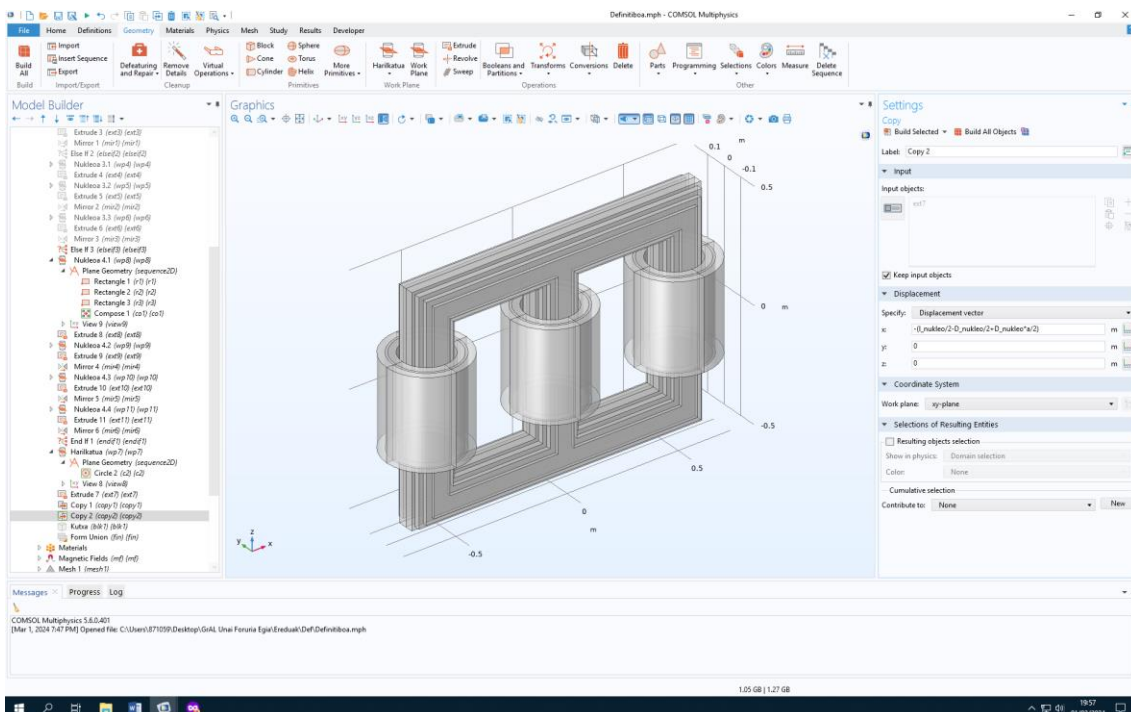 Definitiboa.mph - COMSOL Multiphysics
File Home Definitions Geometry Materials Physics Mesh Study Results Developer
Import
Insert Sequence
Export
Build
All
Build
Import/Export
Defeaturing
and Repair
Remove
Details
Virtual
Operations
Cleanup
Block
Cone
Cylinder
Sphere
Torus
Helix
More
Primitives
Primitives
Harilkatua
Work
Plane
Work Plane
Extrude
Revolve
Sweep
Booleans and
Partitions
Transforms
Conversions
Delete
Operations
Parts
Programming
Selections
Colors
Measure
Delete
Sequence
Other
Model Builder
Extrude 3 (ext3) {ext3}
Mirror 1 (mir1) {mir1}
Else If 2 (elseif2) {elseif2}
Nukleoa 3.1 (wp4) {wp4}
Extrude 4 (ext4) {ext4}
Nukleoa 3.2 (wp5) {wp5}
Extrude 5 (ext5) {ext5}
Mirror 2 (mir2) {mir2}
Nukleoa 3.3 (wp6) {wp6}
Extrude 6 (ext6) {ext6}
Mirror 3 (mir3) {mir3}
Else If 3 (elseif3) {elseif3}
Nukleoa 4.1 (wp8) {wp8}
Plane Geometry (sequence2D)
Rectangle 1 (r1) {r1}
Rectangle 2 (r2) {r2}
Rectangle 3 (r3) {r3}
Compose 1 (co1) {co1}
View 9 (view9)
Extrude 8 (ext8) {ext8}
Nukleoa 4.2 (wp9) {wp9}
Extrude 9 (ext9) {ext9}
Mirror 4 (mir4) {mir4}
Nukleoa 4.3 (wp10) {wp10}
Extrude 10 (ext10) {ext10}
Mirror 5 (mir5) {mir5}
Nukleoa 4.4 (wp11) {wp11}
Extrude 11 (ext11) {ext11}
Mirror 6 (mir6) {mir6}
End If 1 (endif1) {endif1}
Harilkatua (wp7) {wp7}
Plane Geometry (sequence2D)
Circle 2 (c2) {c2}
View 8 (view8)
Extrude 7 (ext7) {ext7}
Copy 1 (copy1) {copy1}
Copy 2 (copy2) {copy2}
Kutxa (blk1) {blk1}
Form Union (fin) {fin}
Materials
Magnetic Fields (mf) {mf}
Mesh 1 {mesh1}
Graphics
0.1
m
0
-0.1
0.5
0
m
-0.5
0.5
0
m
-0.5
z
y
x
Settings
Copy
Build Selected
Build All Objects
Label: Copy 2
Input
Input objects:
ext7
Keep input objects
Displacement
Specify: Displacement vector
x: -(l_nukleo/2-D_nukleo/2+D_nukleo*a/2) m
y: 0 m
z: 0 m
Coordinate System
Work plane: xy-plane
Selections of Resulting Entities
Resulting objects selection
Show in physics: Domain selection
Color: None
Cumulative selection
Contribute to: None New
Messages Progress Log
COMSOL Multiphysics 5.6.0.401
[Mar 1, 2024 7:47 PM] Opened file: C:\Users\871059\Desktop\GrAL Unai Foruria Egia\Ereduak\Def\Definitiboa.mph
1.05 GB | 1.27 GB
19:57